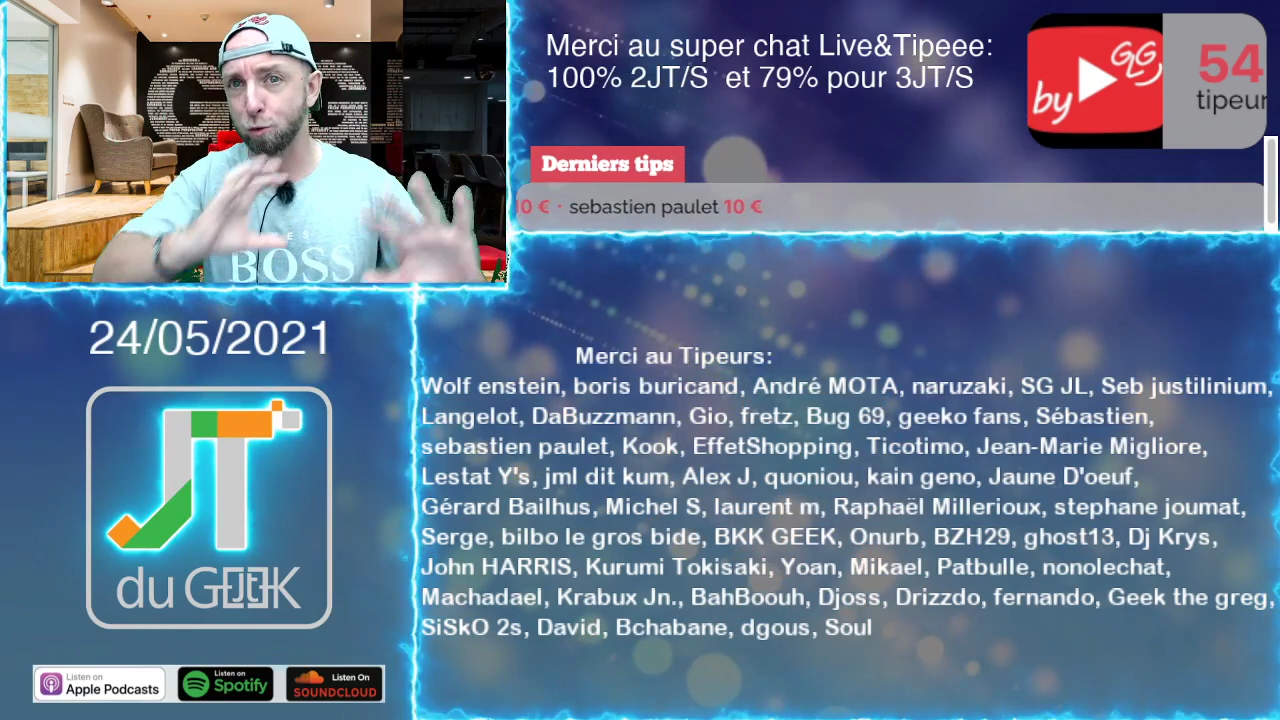 Merci au super chat Live&Tipeee:
100% 2JT/S et 79% pour 3JT/S
by GLG
54
tipeur
Derniers tips
10 € · sebastien paulet 10 €
BOSS
24/05/2021
JT
du GEEK
Listen on
Apple Podcasts
Listen on
Spotify
Listen On
SOUNDCLOUD
Merci au Tipeurs:
Wolf enstein, boris buricand, André MOTA, naruzaki, SG JL, Seb justilinium,
Langelot, DaBuzzmann, Gio, fretz, Bug 69, geeko fans, Sébastien,
sebastien paulet, Kook, EffetShopping, Ticotimo, Jean-Marie Migliore,
Lestat Y's, jml dit kum, Alex J, quoniou, kain geno, Jaune D'oeuf,
Gérard Bailhus, Michel S, laurent m, Raphaël Millerioux, stephane joumat,
Serge, bilbo le gros bide, BKK GEEK, Onurb, BZH29, ghost13, Dj Krys,
John HARRIS, Kurumi Tokisaki, Yoan, Mikael, Patbulle, nonolechat,
Machadael, Krabux Jn., BahBoouh, Djoss, Drizzdo, fernando, Geek the greg,
SiSkO 2s, David, Bchabane, dgous, Soul